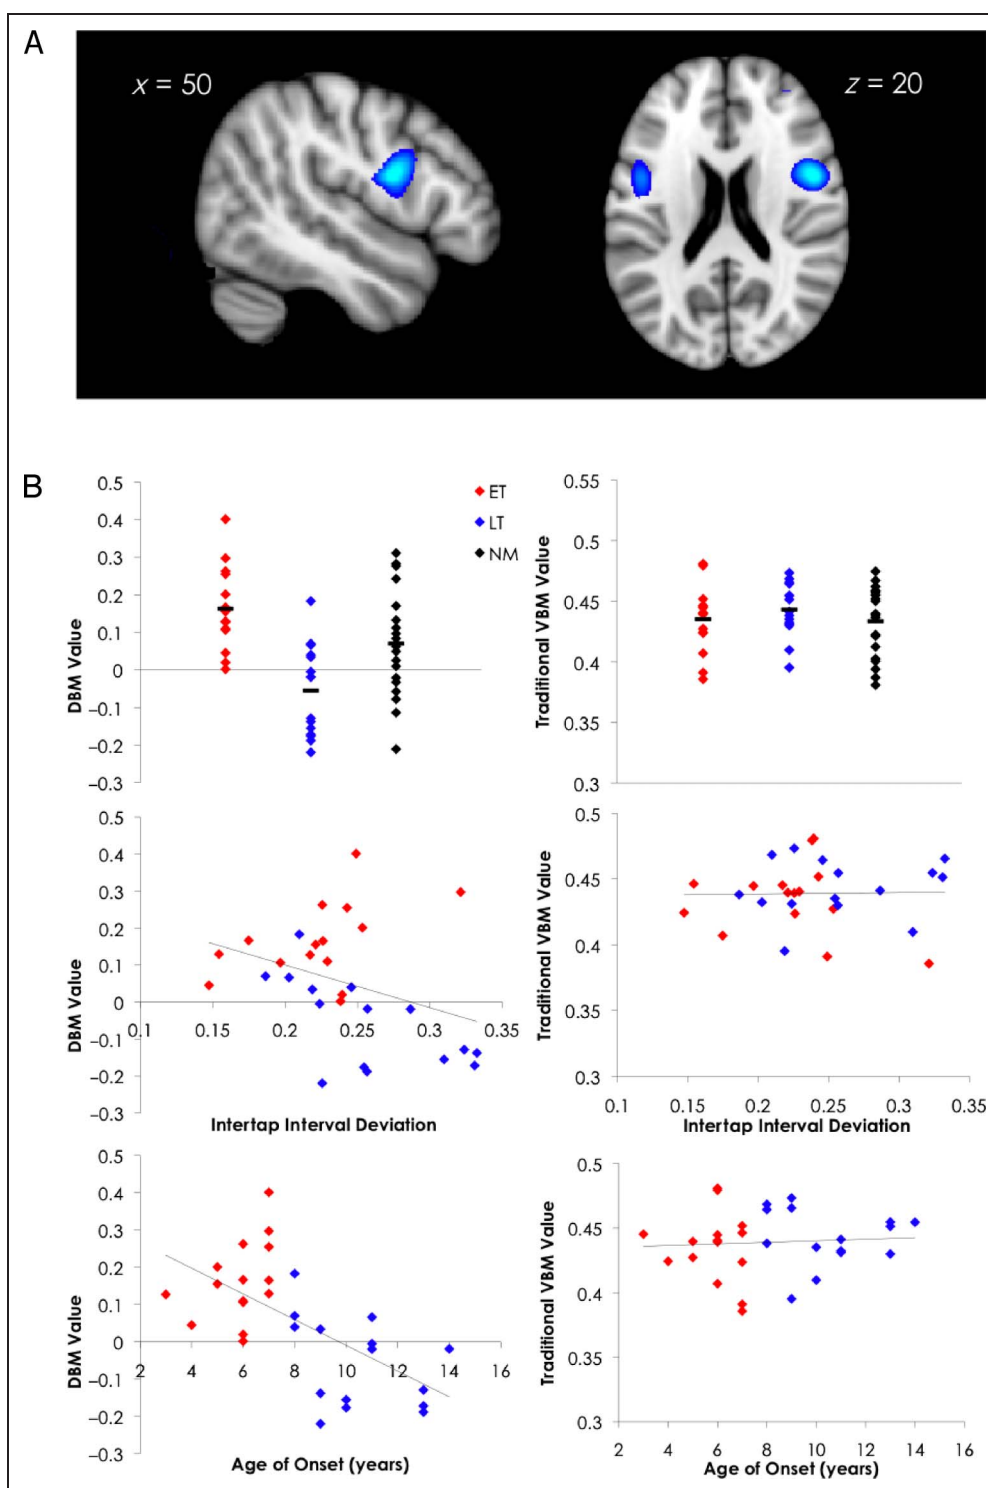 A
x = 50
z = 20
B
0.5
0.4
0.3
0.2
0.1
0
–0.1
–0.2
–0.3
DBM Value
ET
LT
NM
0.55
0.5
0.45
0.4
0.35
0.3
Traditional VBM Value
0.5
0.4
0.3
0.2
0.1
0
–0.1
–0.2
–0.3
DBM Value
0.1 0.15 0.2 0.25 0.3 0.35
Intertap Interval Deviation
0.5
0.45
0.4
0.35
0.3
Traditional VBM Value
0.1 0.15 0.2 0.25 0.3 0.35
Intertap Interval Deviation
0.5
0.4
0.3
0.2
0.1
0
–0.1
–0.2
–0.3
DBM Value
2 4 6 8 10 12 14 16
Age of Onset (years)
0.5
0.45
0.4
0.35
0.3
Traditional VBM Value
2 4 6 8 10 12 14 16
Age of Onset (years)